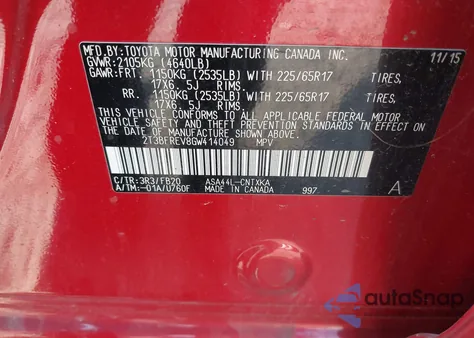 MFD.BY:TOYOTA MOTOR MANUFACTURING CANADA INC. 11/15
GVWR:2105KG (4640LB)
GAWR:FRT. 1150KG (2535LB) WITH 225/65R17 TIRES,
17X6.5J RIMS.
RR. 1150KG (2535LB) WITH 225/65R17 TIRES,
17X6.5J RIMS.
THIS VEHICLE CONFORMS TO ALL APPLICABLE FEDERAL MOTOR
VEHICLE SAFETY STANDARDS IN EFFECT ON THE DATE OF
MANUFACTURE SHOWN ABOVE.
2T3BFREV8GW414049 MPV
C/TR:3R3/FB20 ASA44L-CNTXKA
A/TM:-01A/U760F MADE IN CANADA 997 A
autoSnap